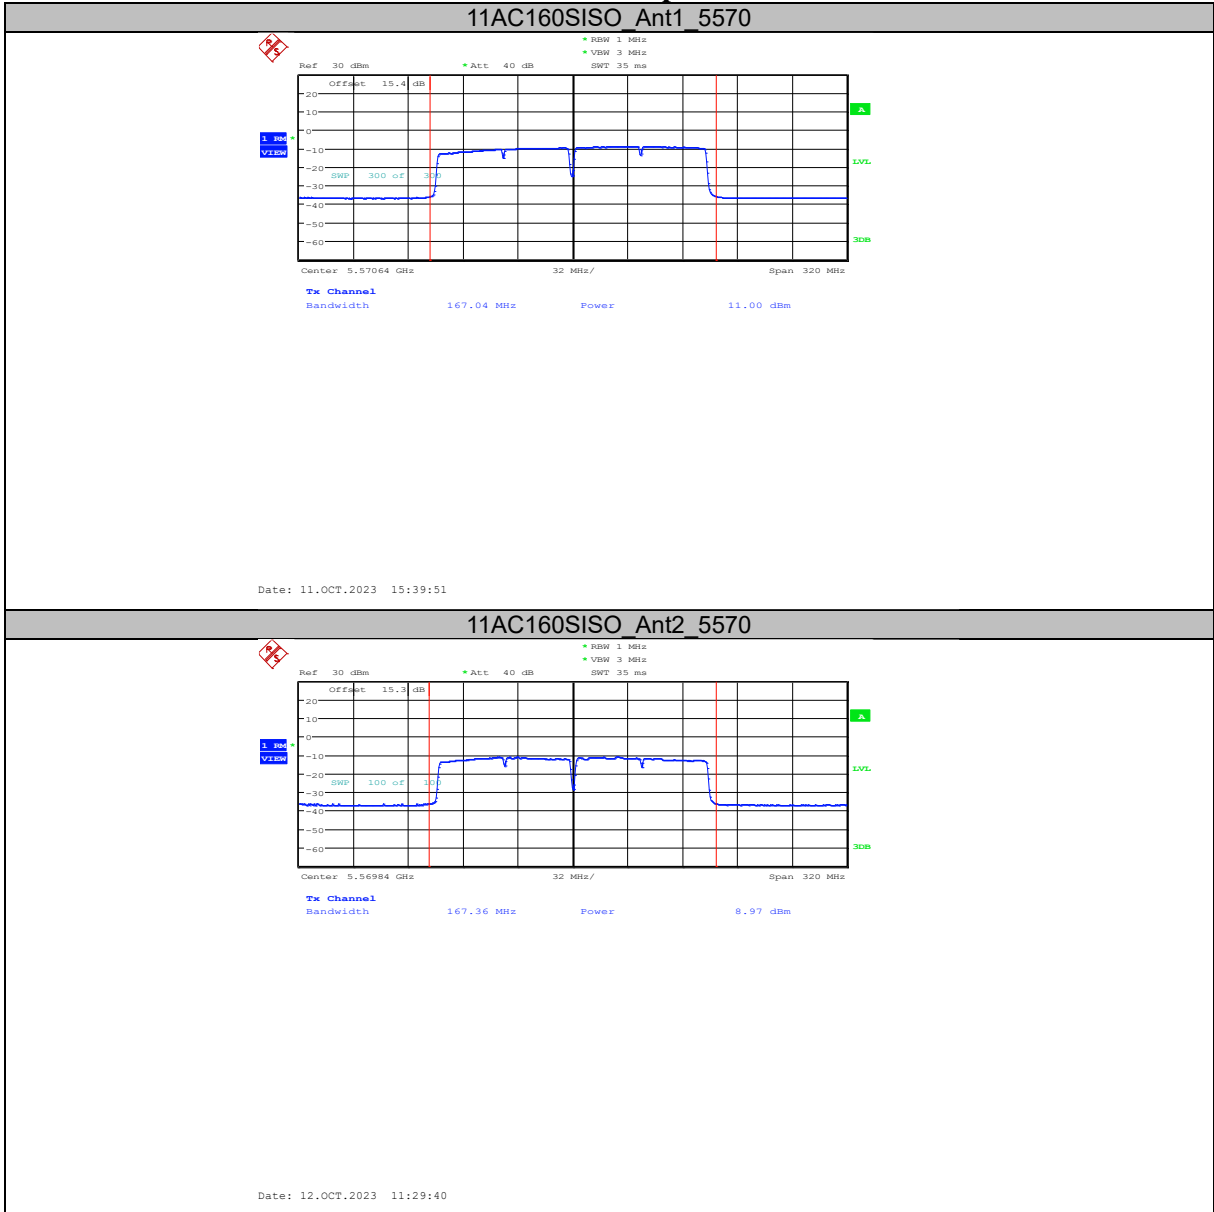 11AC160SISO_Ant1_5570
R S
* RBW 1 MHz
* VBW 3 MHz
Ref 30 dBm * Att 40 dB SWT 35 ms
Offset 15.4 dB
20
10
A
0
1 RM *
VIEW
-10
LVL
-20
SWP 300 of 300
-30
-40
-50
-60
3DB
Center 5.57064 GHz 32 MHz/ Span 320 MHz
Tx Channel
Bandwidth 167.04 MHz Power 11.00 dBm
Date: 11.OCT.2023 15:39:51
11AC160SISO_Ant2_5570
R S
* RBW 1 MHz
* VBW 3 MHz
Ref 30 dBm * Att 40 dB SWT 35 ms
Offset 15.3 dB
20
10
A
0
1 RM *
VIEW
-10
LVL
-20
SWP 100 of 100
-30
-40
-50
-60
3DB
Center 5.56984 GHz 32 MHz/ Span 320 MHz
Tx Channel
Bandwidth 167.36 MHz Power 8.97 dBm
Date: 12.OCT.2023 11:29:40